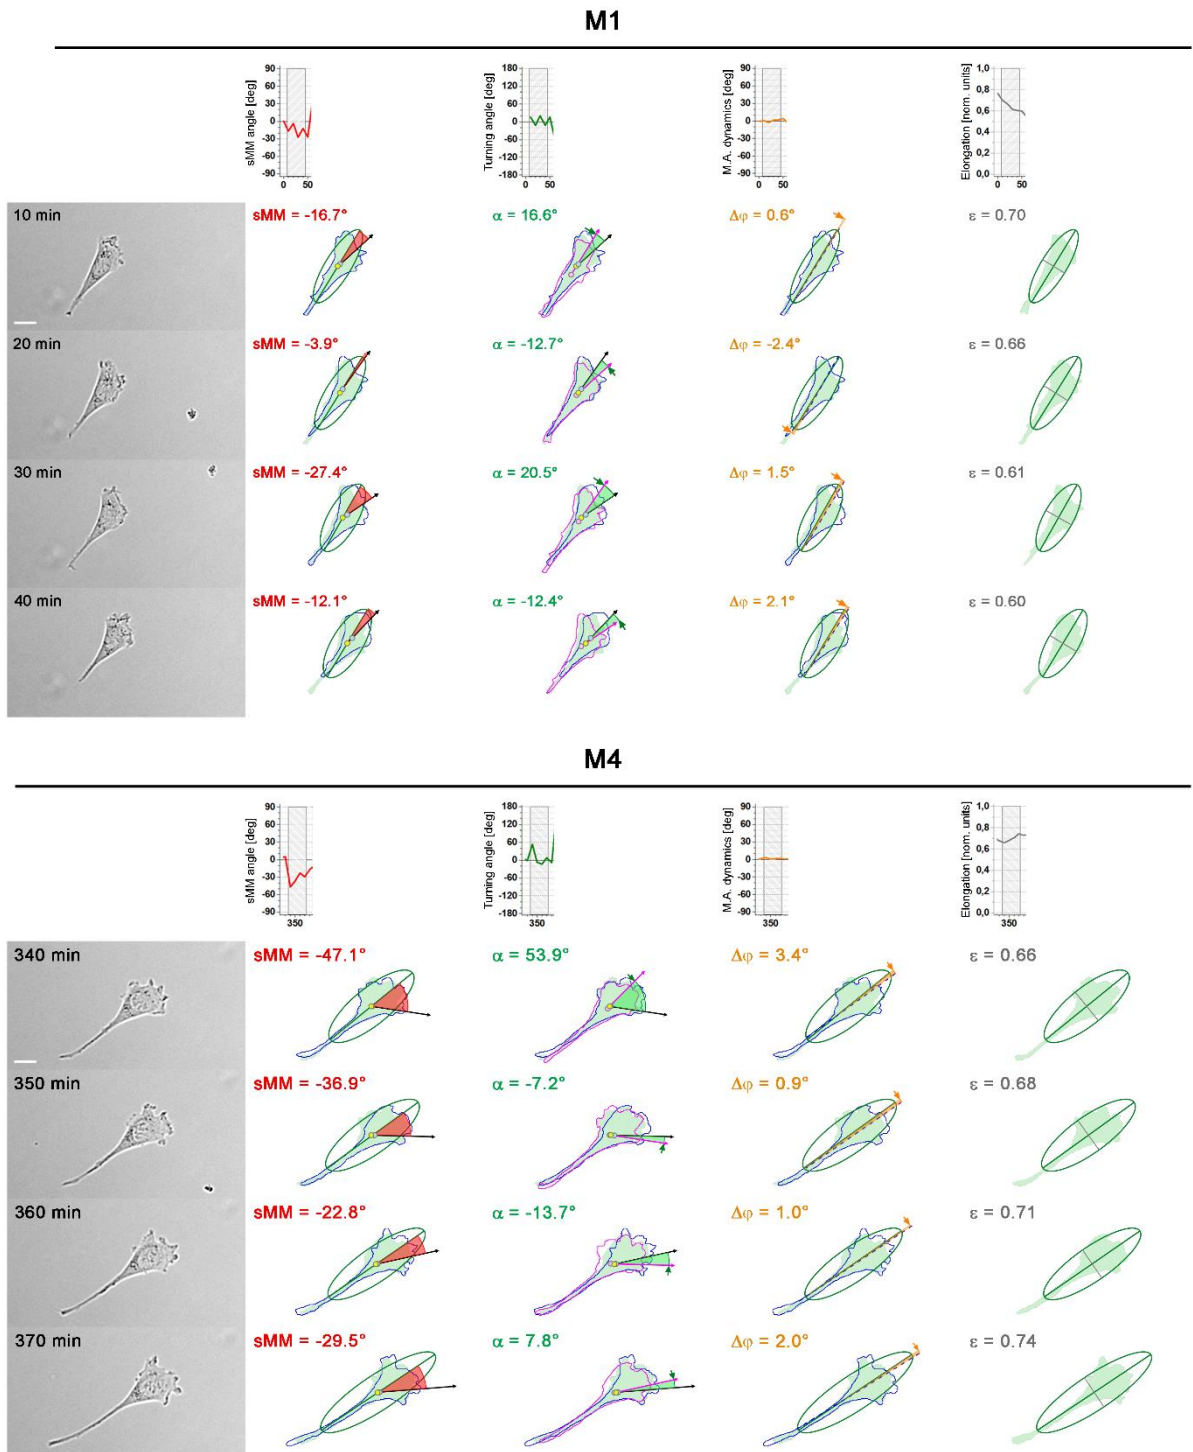 M1
sMM angle [deg]
90
60
30
0
-30
-60
-90
0 50
Turning angle [deg]
180
120
60
0
-60
-120
-180
0 50
M.A. dynamics [deg]
90
60
30
0
-30
-60
-90
0 50
Elongation [nom. units]
1,0
0,8
0,6
0,4
0,2
0,0
0 50
10 min
sMM = -16.7°
α = 16.6°
Δφ = 0.6°
ε = 0.70
20 min
sMM = -3.9°
α = -12.7°
Δφ = -2.4°
ε = 0.66
30 min
sMM = -27.4°
α = 20.5°
Δφ = 1.5°
ε = 0.61
40 min
sMM = -12.1°
α = -12.4°
Δφ = 2.1°
ε = 0.60
M4
sMM angle [deg]
90
60
30
0
-30
-60
-90
350
Turning angle [deg]
180
120
60
0
-60
-120
-180
350
M.A. dynamics [deg]
90
60
30
0
-30
-60
-90
350
Elongation [nom. units]
1,0
0,8
0,6
0,4
0,2
0,0
350
340 min
sMM = -47.1°
α = 53.9°
Δφ = 3.4°
ε = 0.66
350 min
sMM = -36.9°
α = -7.2°
Δφ = 0.9°
ε = 0.68
360 min
sMM = -22.8°
α = -13.7°
Δφ = 1.0°
ε = 0.71
370 min
sMM = -29.5°
α = 7.8°
Δφ = 2.0°
ε = 0.74